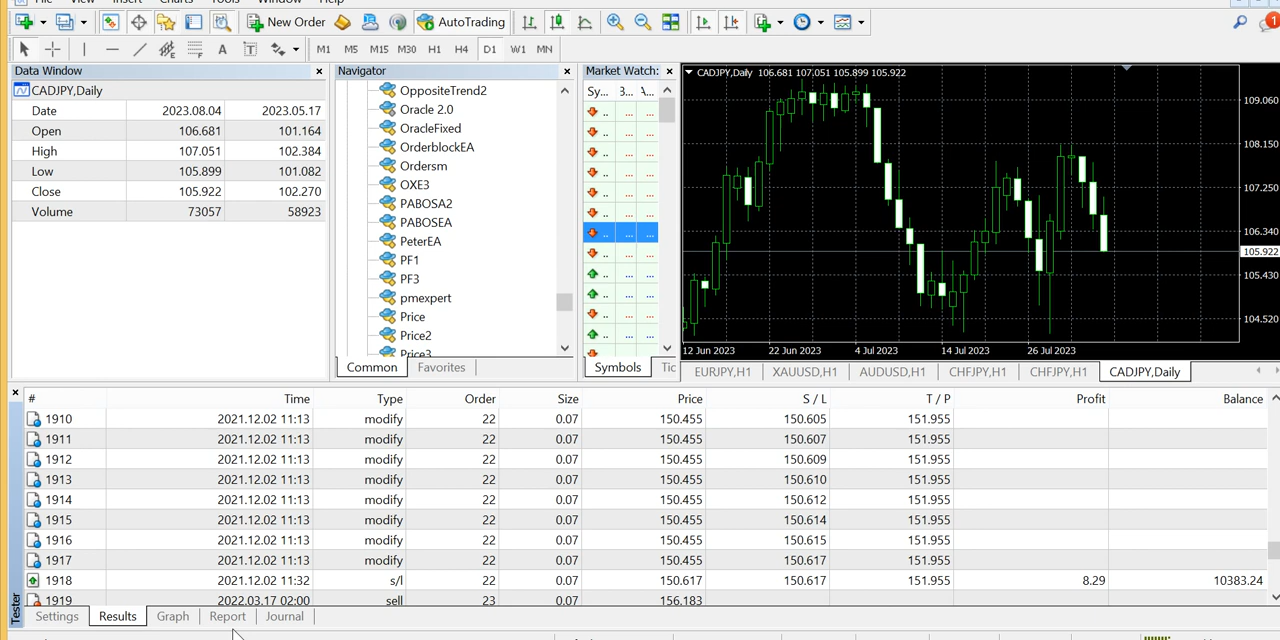 File View Insert Charts Tools Window Help
1
New Order AutoTrading
A T M1 M5 M15 M30 H1 H4 D1 W1 MN
Data Window
CADJPY,Daily
Date 2023.08.04 2023.05.17
Open 106.681 101.164
High 107.051 102.384
Low 105.899 101.082
Close 105.922
Volume 73057 58923
Navigator
OppositeTrend2
Oracle 2.0
OracleFixed
OrderblockEA
Ordersm
OXE3
PABOSA2
PABOSEA
PeterEA
PF1
PF3
pmexpert
Price
Price2
Price3
Common Favorites
Market Watch:
Sy... 3...
Symbols Tic
CADJPY,Daily 106.681 107.051 105.899 105.922
109.060
108.150
107.250
106.340
105.922
105.430
104.520
12 Jun 2023 22 Jun 2023 4 Jul 2023 14 Jul 2023 26 Jul 2023
EURJPY,H1 XAUUSD,H1 AUDUSD,H1 CHFJPY,H1 CHFJPY,H1 CADJPY,Daily
# Time Type Order Size Price S / L T / P Profit Balance
1910 2021.12.02 11:13 modify 22 0.07 150.455 150.605 151.955
1911 2021.12.02 11:13 modify 22 0.07 150.455 150.607 151.955
1912 2021.12.02 11:13 modify 22 0.07 150.455 150.609 151.955
1913 2021.12.02 11:13 modify 22 0.07 150.455 150.610 151.955
1914 2021.12.02 11:13 modify 22 0.07 150.455 150.612 151.955
1915 2021.12.02 11:13 modify 22 0.07 150.455 150.614 151.955
1916 2021.12.02 11:13 modify 22 0.07 150.455 150.615 151.955
1917 2021.12.02 11:13 modify 22 0.07 150.455 150.617 151.955
1918 2021.12.02 11:32 s/l 22 0.07 150.617 150.617 151.955 8.29 10383.24
1919 2022.03.17 02:00 sell 23 0.07 156.183
Tester
Settings Results Graph Report Journal